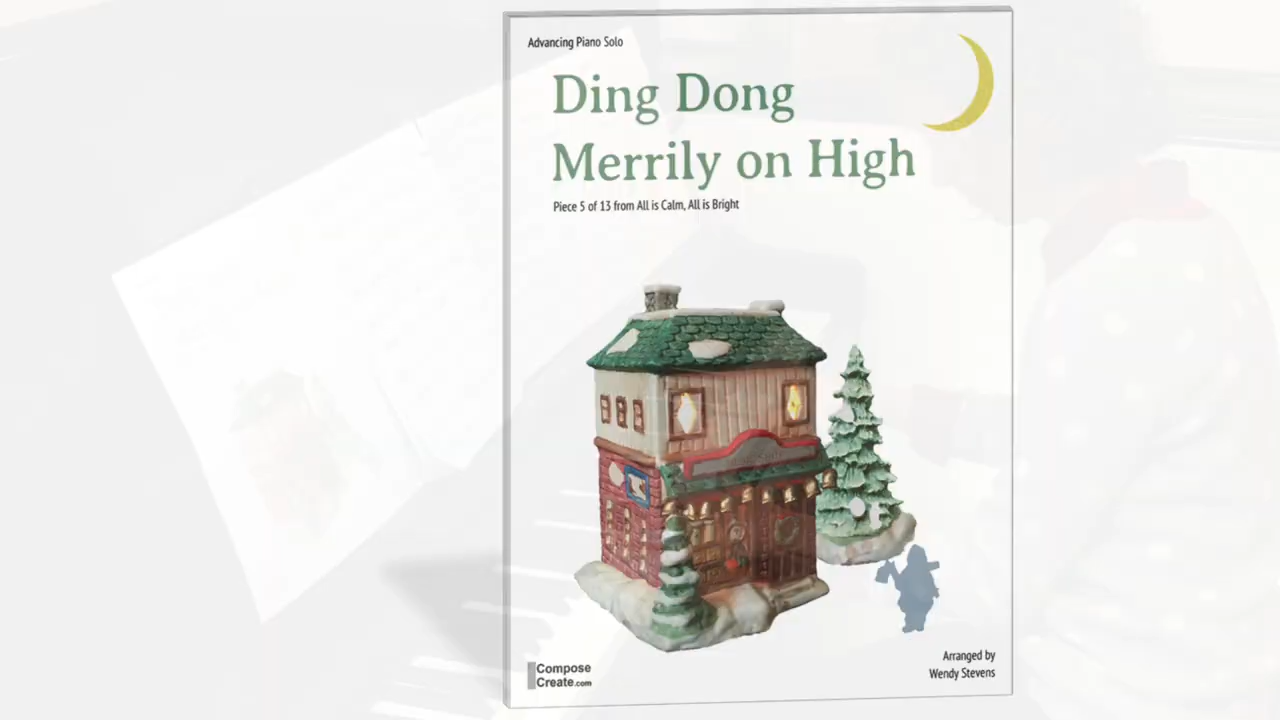 Advancing Piano Solo
Ding Dong
Merrily on High
Piece 5 of 13 from All is Calm, All is Bright
Compose
Create.com
Arranged by
Wendy Stevens